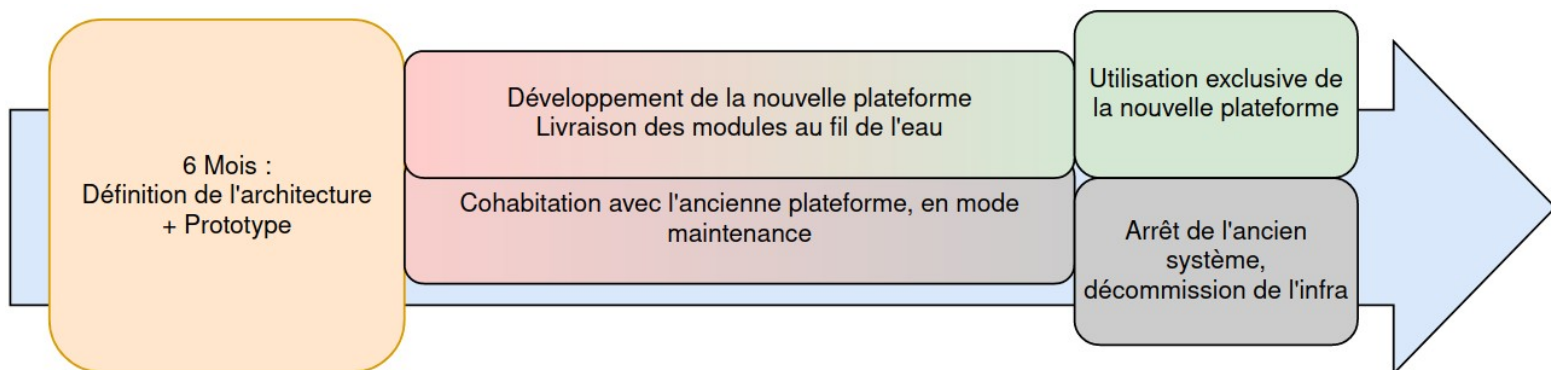 6 Mois :
Définition de l'architecture
+ Prototype
Développement de la nouvelle plateforme
Livraison des modules au fil de l'eau
Cohabitation avec l'ancienne plateforme, en mode
maintenance
Utilisation exclusive de
la nouvelle plateforme
Arrêt de l'ancien
système,
décommission de l'infra